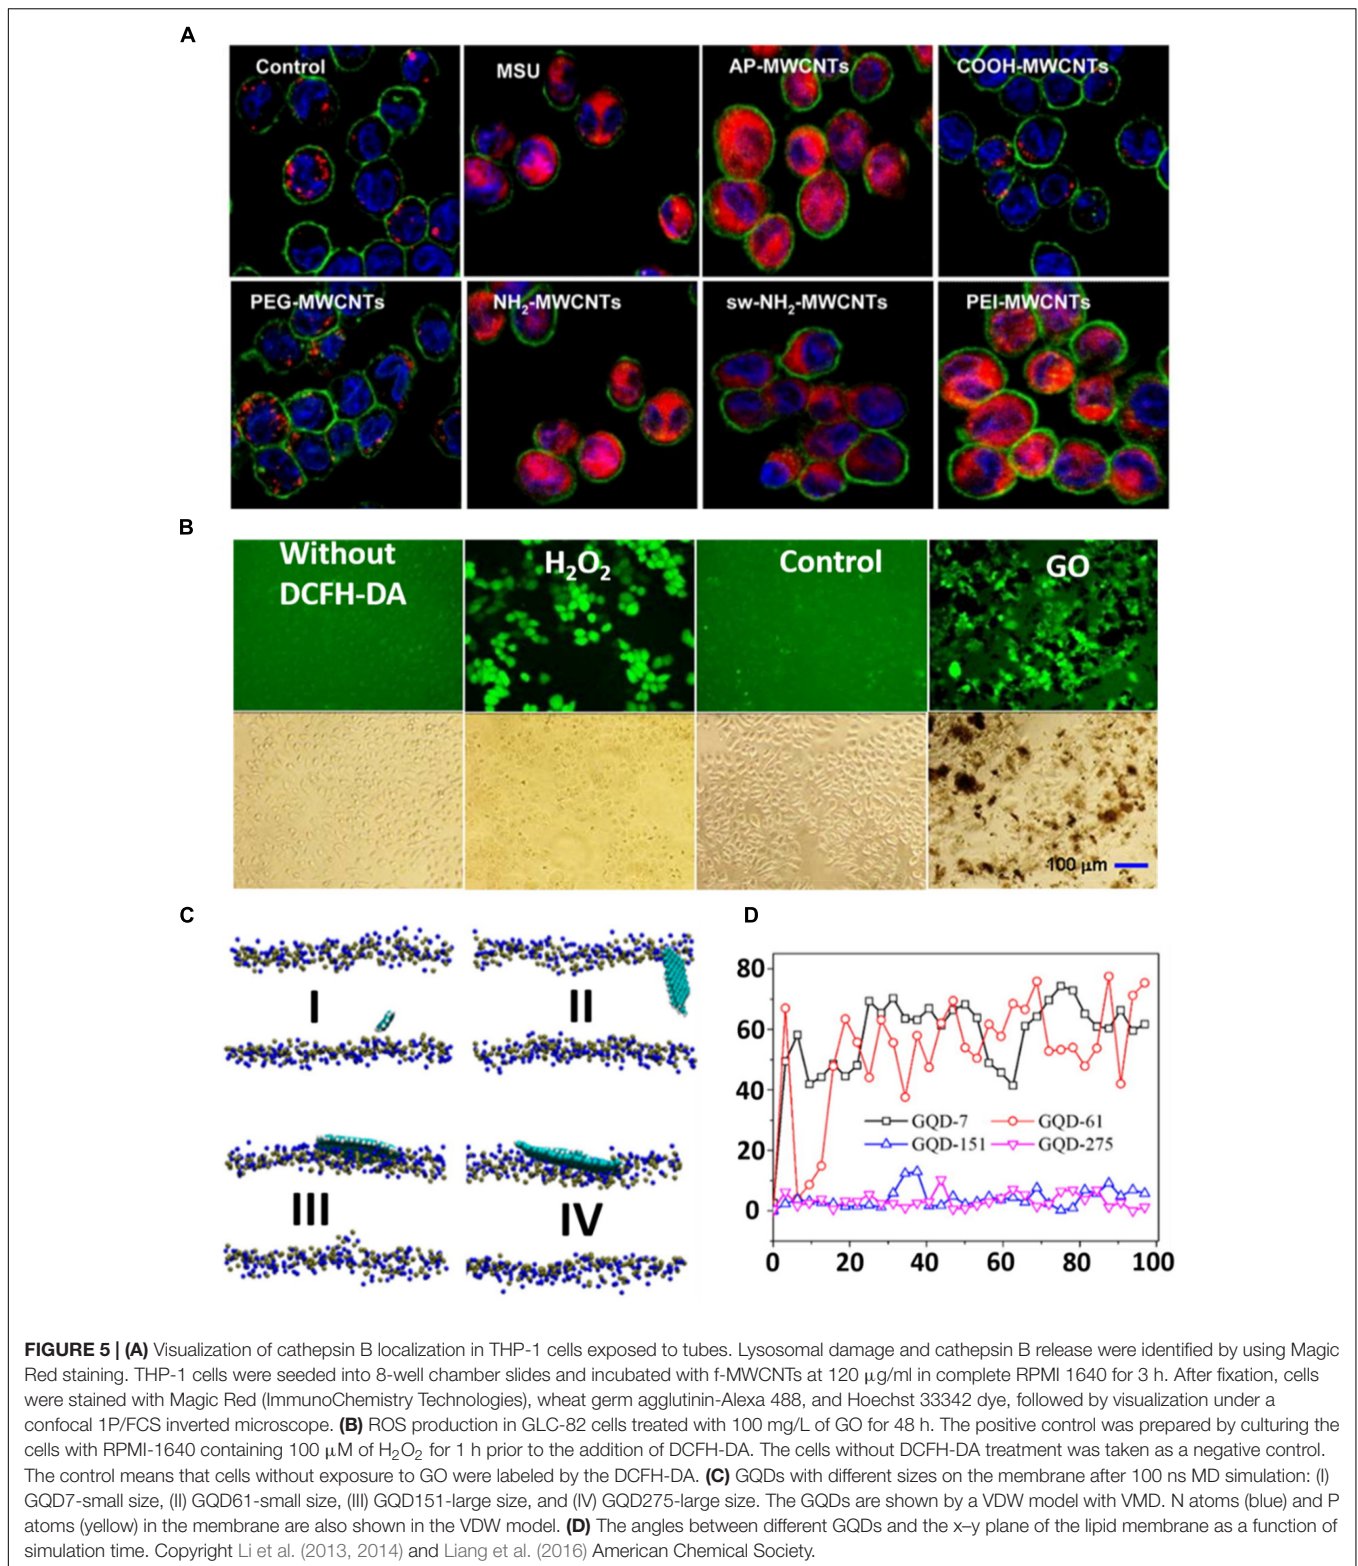 A
Control
MSU
AP-MWCNTs
COOH-MWCNTs
PEG-MWCNTs
NH₂-MWCNTs
sw-NH₂-MWCNTs
PEI-MWCNTs
B
Without
DCFH-DA
H₂O₂
Control
GO
100 µm
C
I
II
III
IV
D
80
60
40
20
0
GQD-7
GQD-61
GQD-151
GQD-275
0
20
40
60
80
100
FIGURE 5 | (A) Visualization of cathepsin B localization in THP-1 cells exposed to tubes. Lysosomal damage and cathepsin B release were identified by using Magic
Red staining. THP-1 cells were seeded into 8-well chamber slides and incubated with f-MWCNTs at 120 µg/ml in complete RPMI 1640 for 3 h. After fixation, cells
were stained with Magic Red (ImmunoChemistry Technologies), wheat germ agglutinin-Alexa 488, and Hoechst 33342 dye, followed by visualization under a
confocal 1P/FCS inverted microscope. (B) ROS production in GLC-82 cells treated with 100 mg/L of GO for 48 h. The positive control was prepared by culturing the
cells with RPMI-1640 containing 100 µM of H₂O₂ for 1 h prior to the addition of DCFH-DA. The cells without DCFH-DA treatment was taken as a negative control.
The control means that cells without exposure to GO were labeled by the DCFH-DA. (C) GQDs with different sizes on the membrane after 100 ns MD simulation: (I)
GQD7-small size, (II) GQD61-small size, (III) GQD151-large size, and (IV) GQD275-large size. The GQDs are shown by a VDW model with VMD. N atoms (blue) and P
atoms (yellow) in the membrane are also shown in the VDW model. (D) The angles between different GQDs and the x–y plane of the lipid membrane as a function of
simulation time. Copyright Li et al. (2013, 2014) and Liang et al. (2016) American Chemical Society.